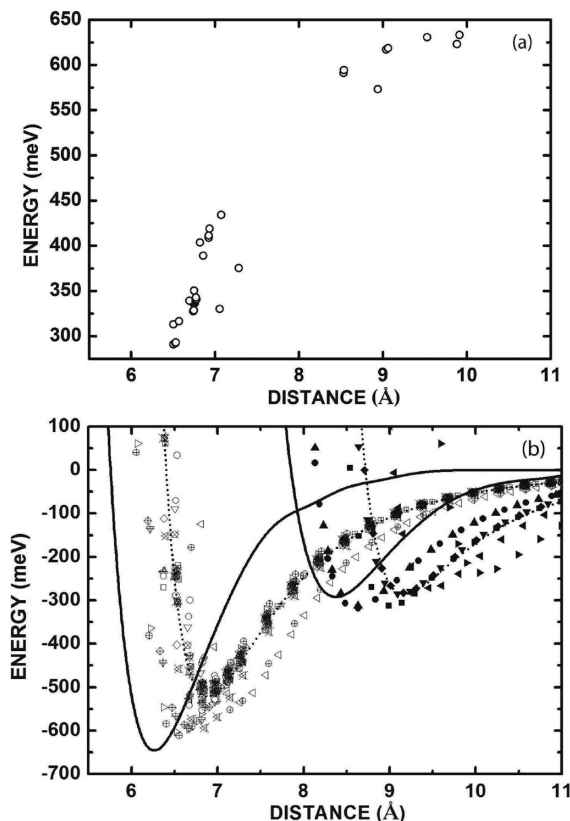 650
(a)
600
550
500
450
400
350
300
ENERGY (meV)
6 7 8 9 10 11
DISTANCE (Å)
100
(b)
0
-100
-200
-300
-400
-500
-600
-700
ENERGY (meV)
6 7 8 9 10 11
DISTANCE (Å)